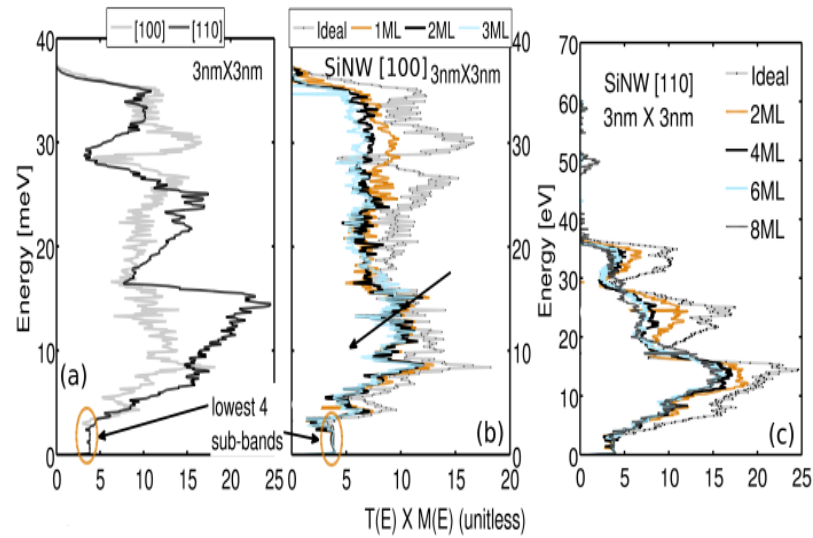 [100] [110]
Ideal 1ML 2ML 3ML
40 40 40
3nmX3nm
SiNW [100] 3nmX3nm
70
SiNW [110]
3nm X 3nm
Ideal
2ML
4ML
6ML
8ML
60
50
40
30
20
10
0
Energy [meV]
30
20
10
0
30
20
10
0
Energy [eV]
(a)
(b)
(c)
lowest 4
sub-bands
0 5 10 15 20 25
0 5 10 15 20
0 5 10 15 20 25
T(E) X M(E) (unitless)